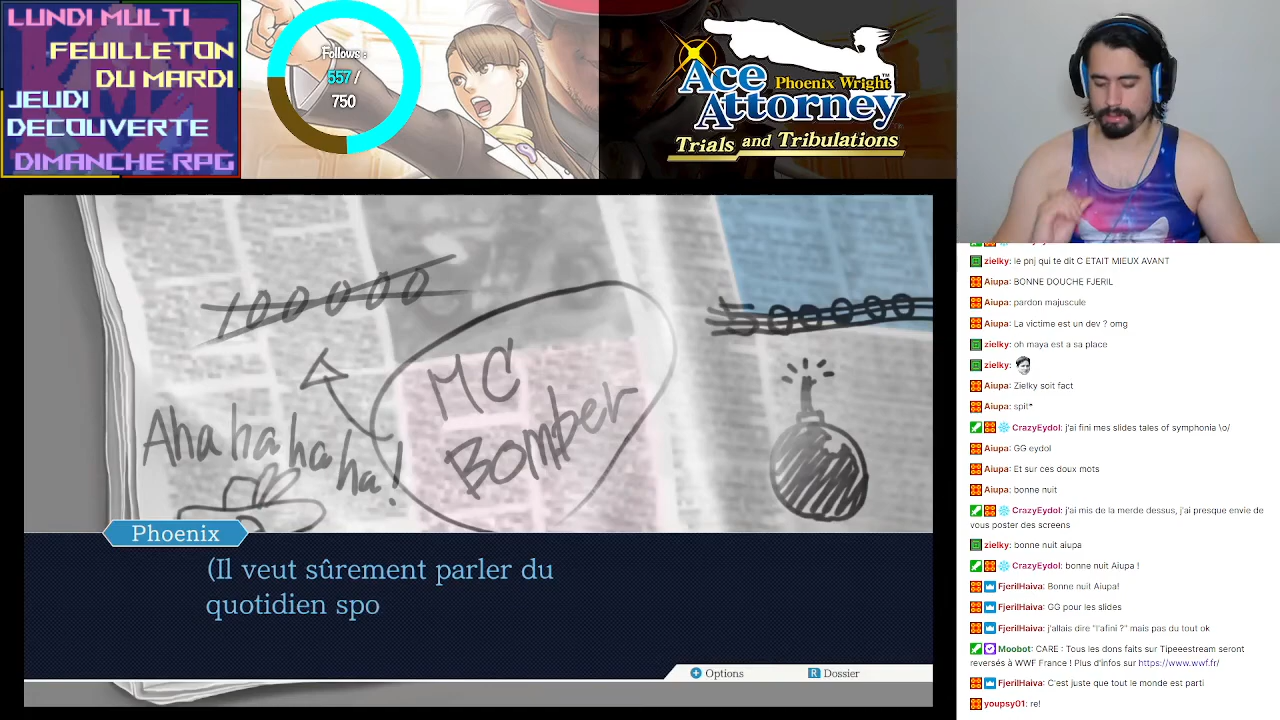 LUNDI MULTI
FEUILLETON
DU MARDI
JEUDI
DECOUVERTE
DIMANCHE RPG
Follows :
557 /
750
Phoenix Wright™
Ace
Attorney
Trials and Tribulations
100000
500000
MC
Bomber
Ahahahaha!
Phoenix
(Il veut sûrement parler du
quotidien spo
Options
R Dossier
zielky: le pnj qui te dit C ETAIT MIEUX AVANT
Aiupa: BONNE DOUCHE FJERIL
Aiupa: pardon majuscule
Aiupa: La victime est un dev ? omg
zielky: oh maya est a sa place
zielky:
Aiupa: Zielky soit fact
Aiupa: spit*
CrazyEydol: j'ai fini mes slides tales of symphonia \o/
Aiupa: GG eydol
Aiupa: Et sur ces doux mots
Aiupa: bonne nuit
CrazyEydol: j'ai mis de la merde dessus, j'ai presque envie de
vous poster des screens
zielky: bonne nuit aiupa
CrazyEydol: bonne nuit Aiupa !
FjerilHaiva: Bonne nuit Aiupa!
FjerilHaiva: GG pour les slides
FjerilHaiva: j'allais dire "t'afini ?" mais pas du tout ok
Moobot: CARE : Tous les dons faits sur Tipeeestream seront
reversés à WWF France ! Plus d'infos sur https://www.wwf.fr/
FjerilHaiva: C'est juste que tout le monde est parti
youpsy01: re!